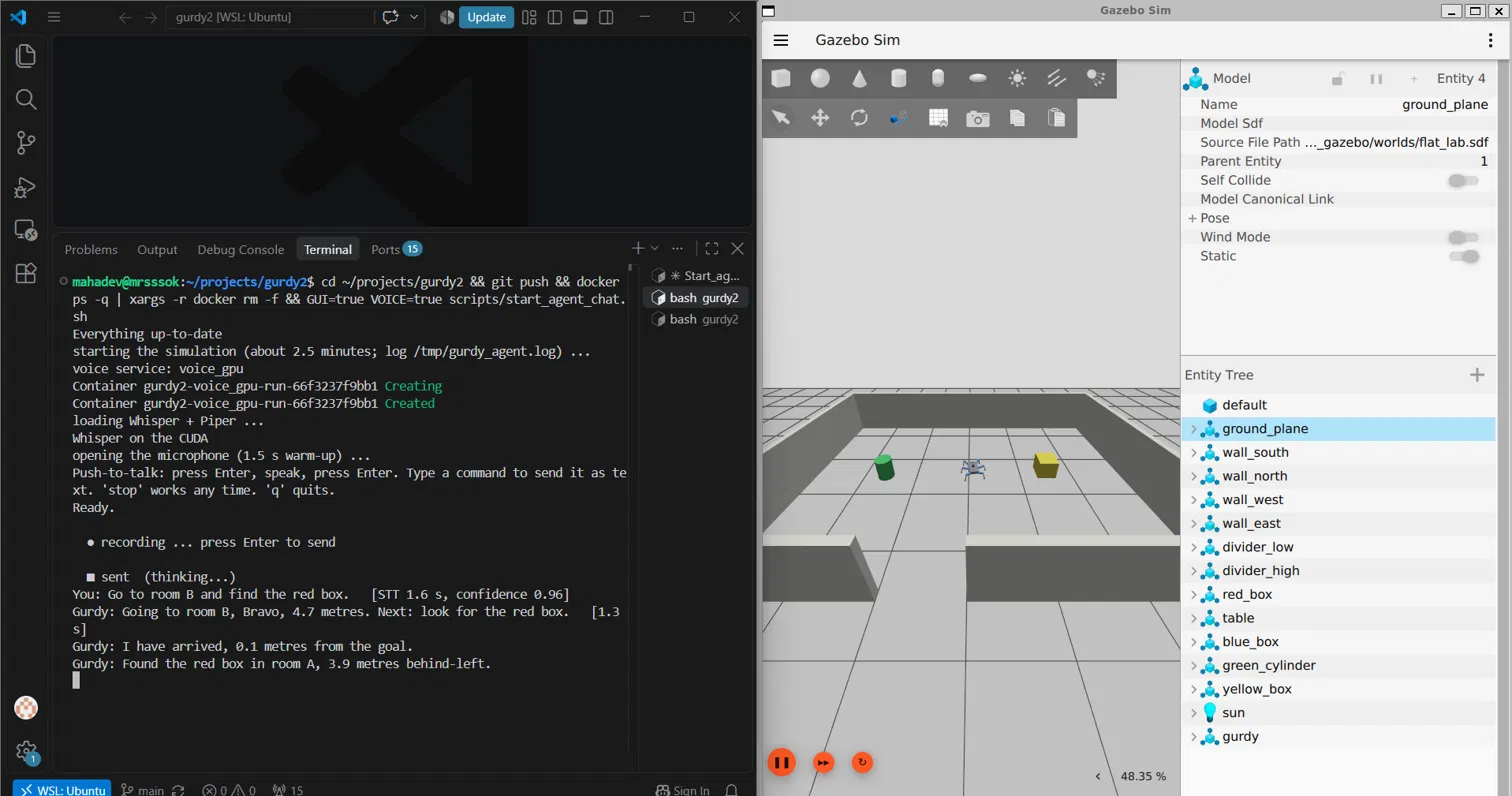 gurdy2 [WSL: Ubuntu]
Update
Problems
Output
Debug Console
Terminal
Ports 15
mahadev@mrsssok:~/projects/gurdy2$ cd ~/projects/gurdy2 && git push && docker
ps -q | xargs -r docker rm -f && GUI=true VOICE=true scripts/start_agent_chat.
sh
Everything up-to-date
starting the simulation (about 2.5 minutes; log /tmp/gurdy_agent.log) ...
voice service: voice_gpu
Container gurdy2-voice_gpu-run-66f3237f9bb1 Creating
Container gurdy2-voice_gpu-run-66f3237f9bb1 Created
loading Whisper + Piper ...
Whisper on the CUDA
opening the microphone (1.5 s warm-up) ...
Push-to-talk: press Enter, speak, press Enter. Type a command to send it as te
xt. 'stop' works any time. 'q' quits.
Ready.
● recording ... press Enter to send
■ sent (thinking...)
You: Go to room B and find the red box. [STT 1.6 s, confidence 0.96]
Gurdy: Going to room B, Bravo, 4.7 metres. Next: look for the red box. [1.3
s]
Gurdy: I have arrived, 0.1 metres from the goal.
Gurdy: Found the red box in room A, 3.9 metres behind-left.
✳ Start_ag...
bash gurdy2
bash gurdy2
1
WSL: Ubuntu
main
0
0
15
Sign In
Gazebo Sim
Gazebo Sim
Model
Entity 4
Name ground_plane
Model Sdf
Source File Path ..._gazebo/worlds/flat_lab.sdf
Parent Entity 1
Self Collide
Model Canonical Link
+ Pose
Wind Mode
Static
Entity Tree
default
ground_plane
wall_south
wall_north
wall_west
wall_east
divider_low
divider_high
red_box
table
blue_box
green_cylinder
yellow_box
sun
gurdy
48.35 %